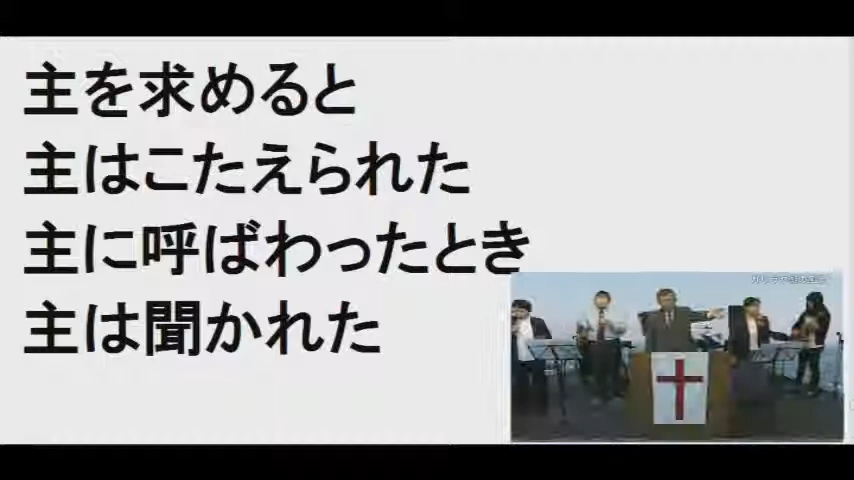 主を求めると
主はこたえられた
主に呼ばわったとき
主は聞かれた